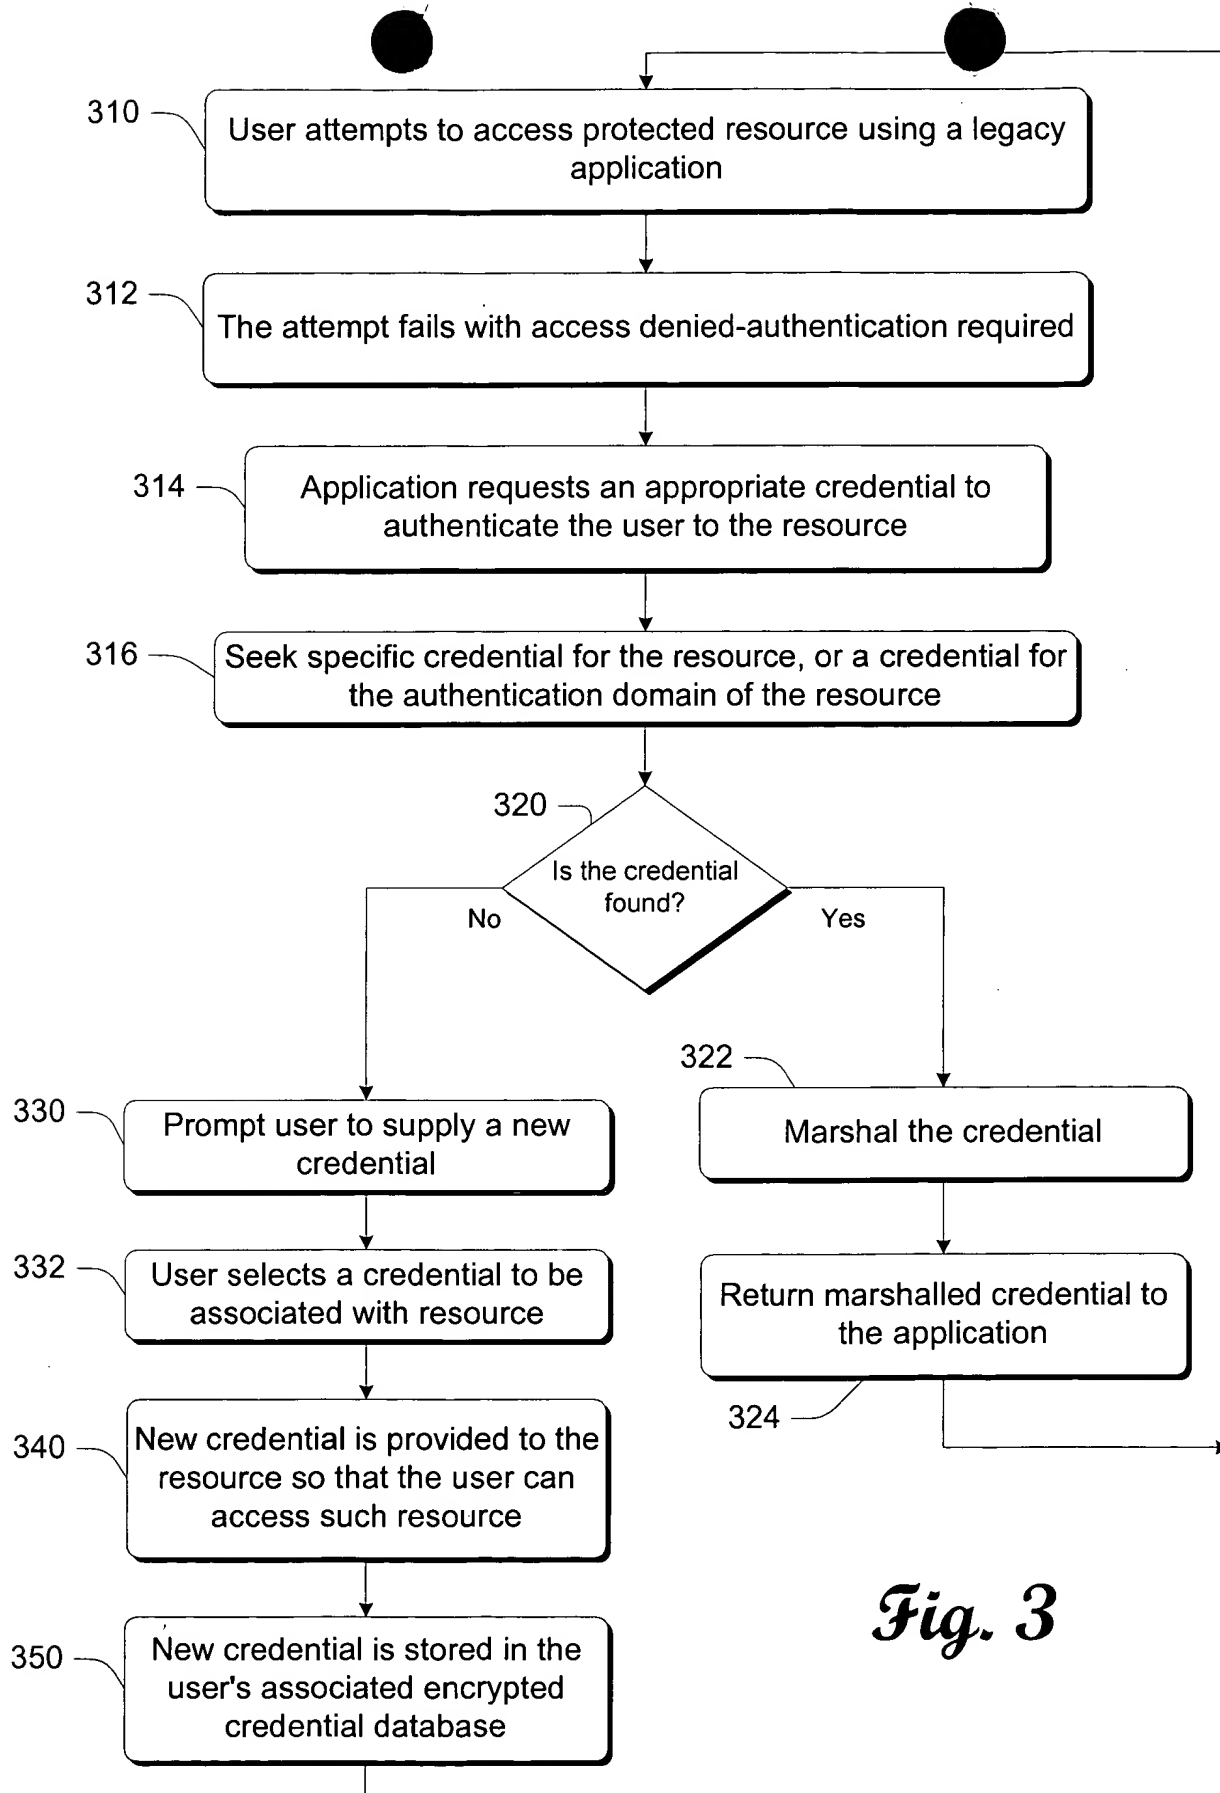 310
User attempts to access protected resource using a legacy
application
312
The attempt fails with access denied-authentication required
314
Application requests an appropriate credential to
authenticate the user to the resource
316
Seek specific credential for the resource, or a credential for
the authentication domain of the resource
320
Is the credential
found?
No
Yes
322
Marshal the credential
330
Prompt user to supply a new
credential
332
User selects a credential to be
associated with resource
Return marshalled credential to
the application
324
340
New credential is provided to the
resource so that the user can
access such resource
Fig. 3
350
New credential is stored in the
user's associated encrypted
credential database